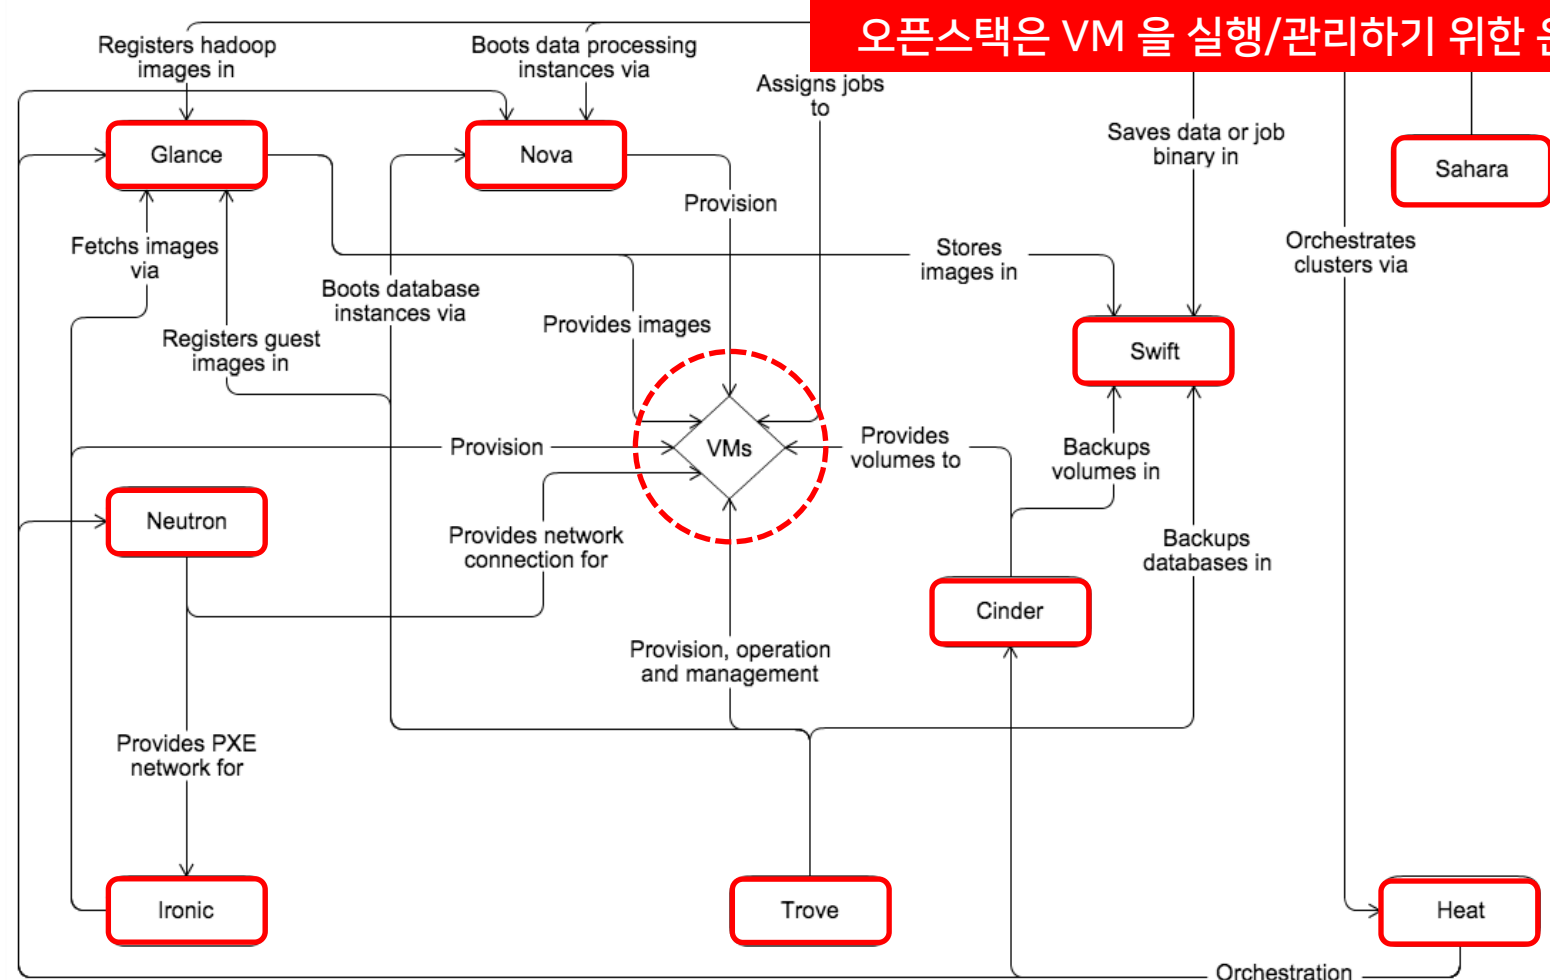 오픈스택은 VM 을 실행/관리하기 위한
Registers hadoop
images in
Boots data processing
instances via
Assigns jobs
to
Saves data or job
binary in
Glance
Nova
Sahara
Provision
Fetchs images
via
Stores
images in
Orchestrates
clusters via
Boots database
instances via
Provides images
Registers guest
images in
Swift
Provision
VMs
Provides
volumes to
Backups
volumes in
Neutron
Provides network
connection for
Backups
databases in
Cinder
Provision, operation
and management
Provides PXE
network for
Ironic
Trove
Heat
Orchestration